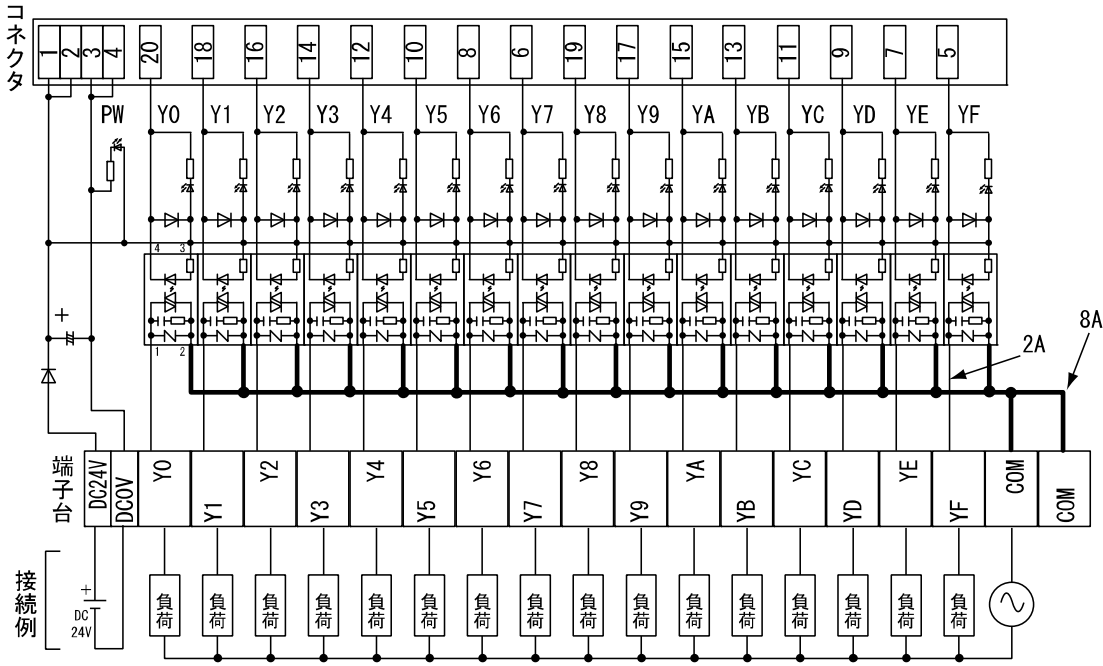 コネクタ
1 2 3 4 20 18 16 14 12 10 8 6 19 17 15 13 11 9 7 5
PW Y0 Y1 Y2 Y3 Y4 Y5 Y6 Y7 Y8 Y9 YA YB YC YD YE YF
4 3
+
1 2
2A
8A
端子台
DC24V DC0V Y0 Y1 Y2 Y3 Y4 Y5 Y6 Y7 Y8 Y9 YA YB YC YD YE YF COM COM
接続例
+
DC
24V
負荷 負荷 負荷 負荷 負荷 負荷 負荷 負荷 負荷 負荷 負荷 負荷 負荷 負荷 負荷 負荷